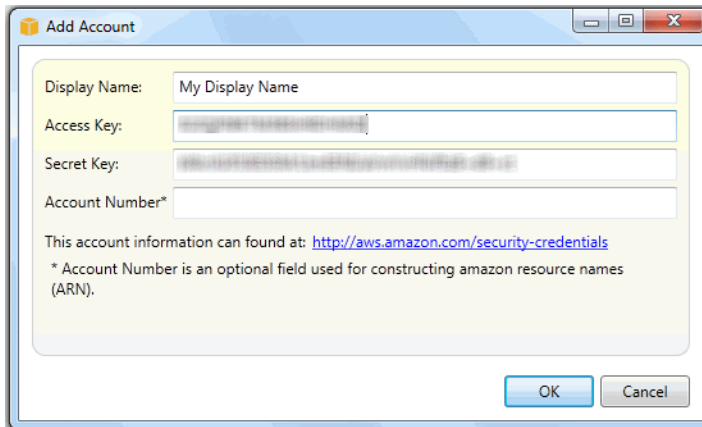 Add Account
Display Name: My Display Name
Access Key:
Secret Key:
Account Number*
This account information can found at: http://aws.amazon.com/security-credentials
* Account Number is an optional field used for constructing amazon resource names
(ARN).
OK Cancel